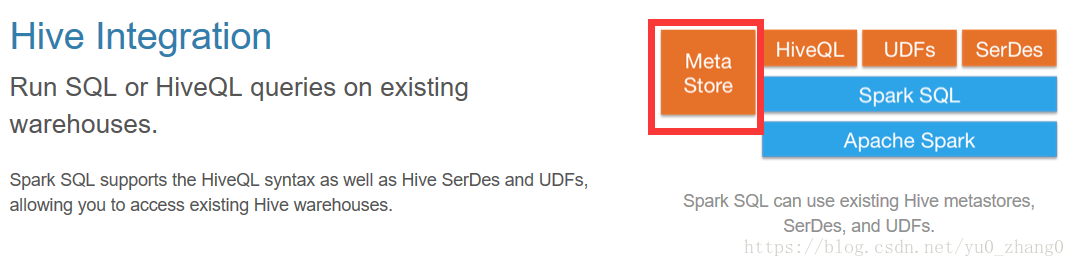 Hive Integration
Run SQL or HiveQL queries on existing
warehouses.
Spark SQL supports the HiveQL syntax as well as Hive SerDes and UDFs,
allowing you to access existing Hive warehouses.
Meta
Store
HiveQL
UDFs
SerDes
Spark SQL
Apache Spark
Spark SQL can use existing Hive metastores,
SerDes, and UDFs.
https://blog.csdn.net/yu0_zhang0